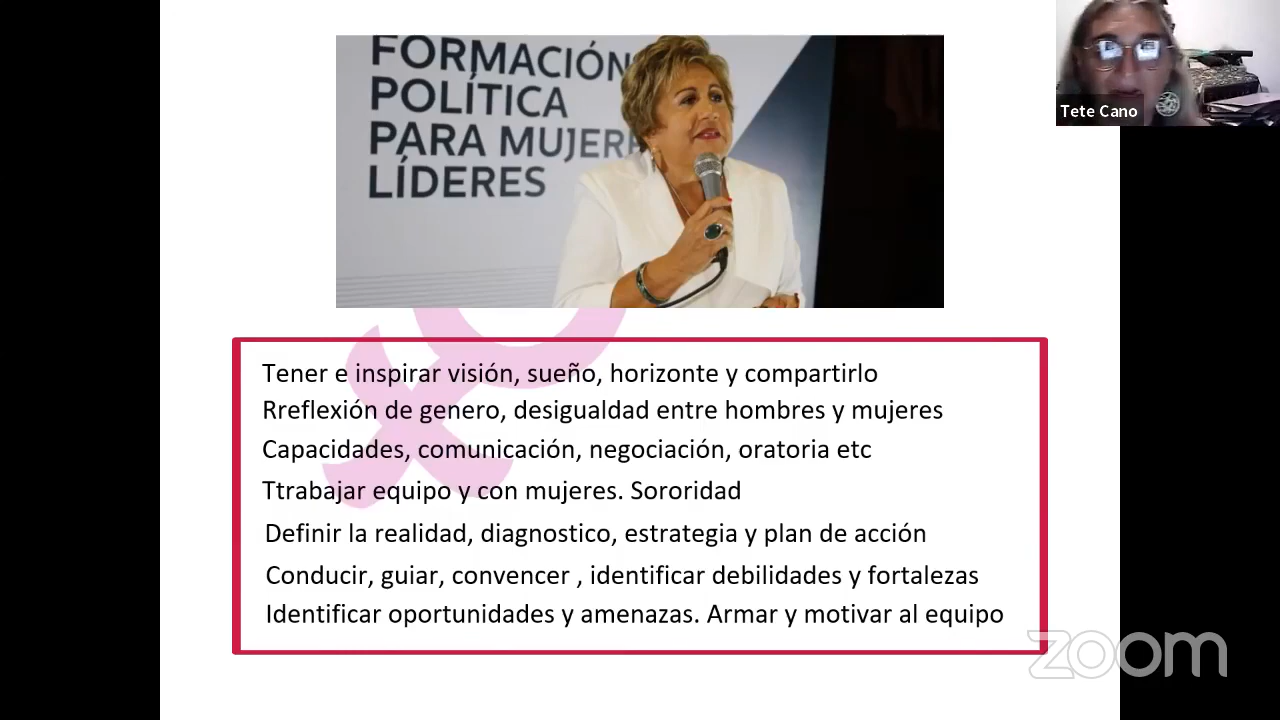 FORMACIÓN
POLÍTICA
PARA MUJERE
LÍDERES
Tete Cano
Tener e inspirar visión, sueño, horizonte y compartirlo
Rreflexión de genero, desigualdad entre hombres y mujeres
Capacidades, comunicación, negociación, oratoria etc
Ttrabajar equipo y con mujeres. Sororidad
Definir la realidad, diagnostico, estrategia y plan de acción
Conducir, guiar, convencer , identificar debilidades y fortalezas
Identificar oportunidades y amenazas. Armar y motivar al equipo
zoom